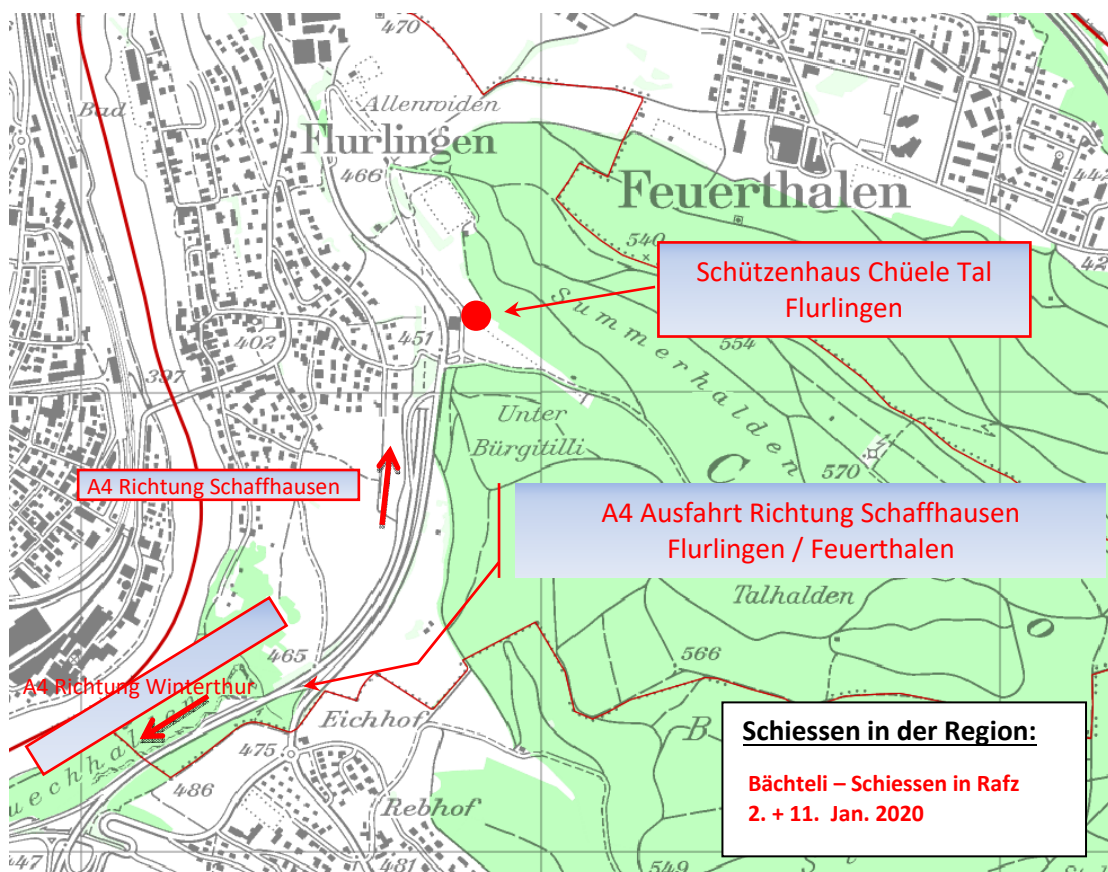 470
Bad
Allenwiden
Flurlingen
466
Feuerthalen
540
Schützenhaus Chüele Tal
Flurlingen
Summerhalden
402
451
554
397
Unter
Bürgitilli
C
570
A4 Richtung Schaffhausen
A4 Ausfahrt Richtung Schaffhausen
Flurlingen / Feuerthalen
Talhalden
o
465
566
A4 Richtung Winterthur
Eichhof
B
475
486
Rebhof
447
481
549
Schiessen in der Region:
Bächteli – Schiessen in Rafz
2. + 11. Jan. 2020